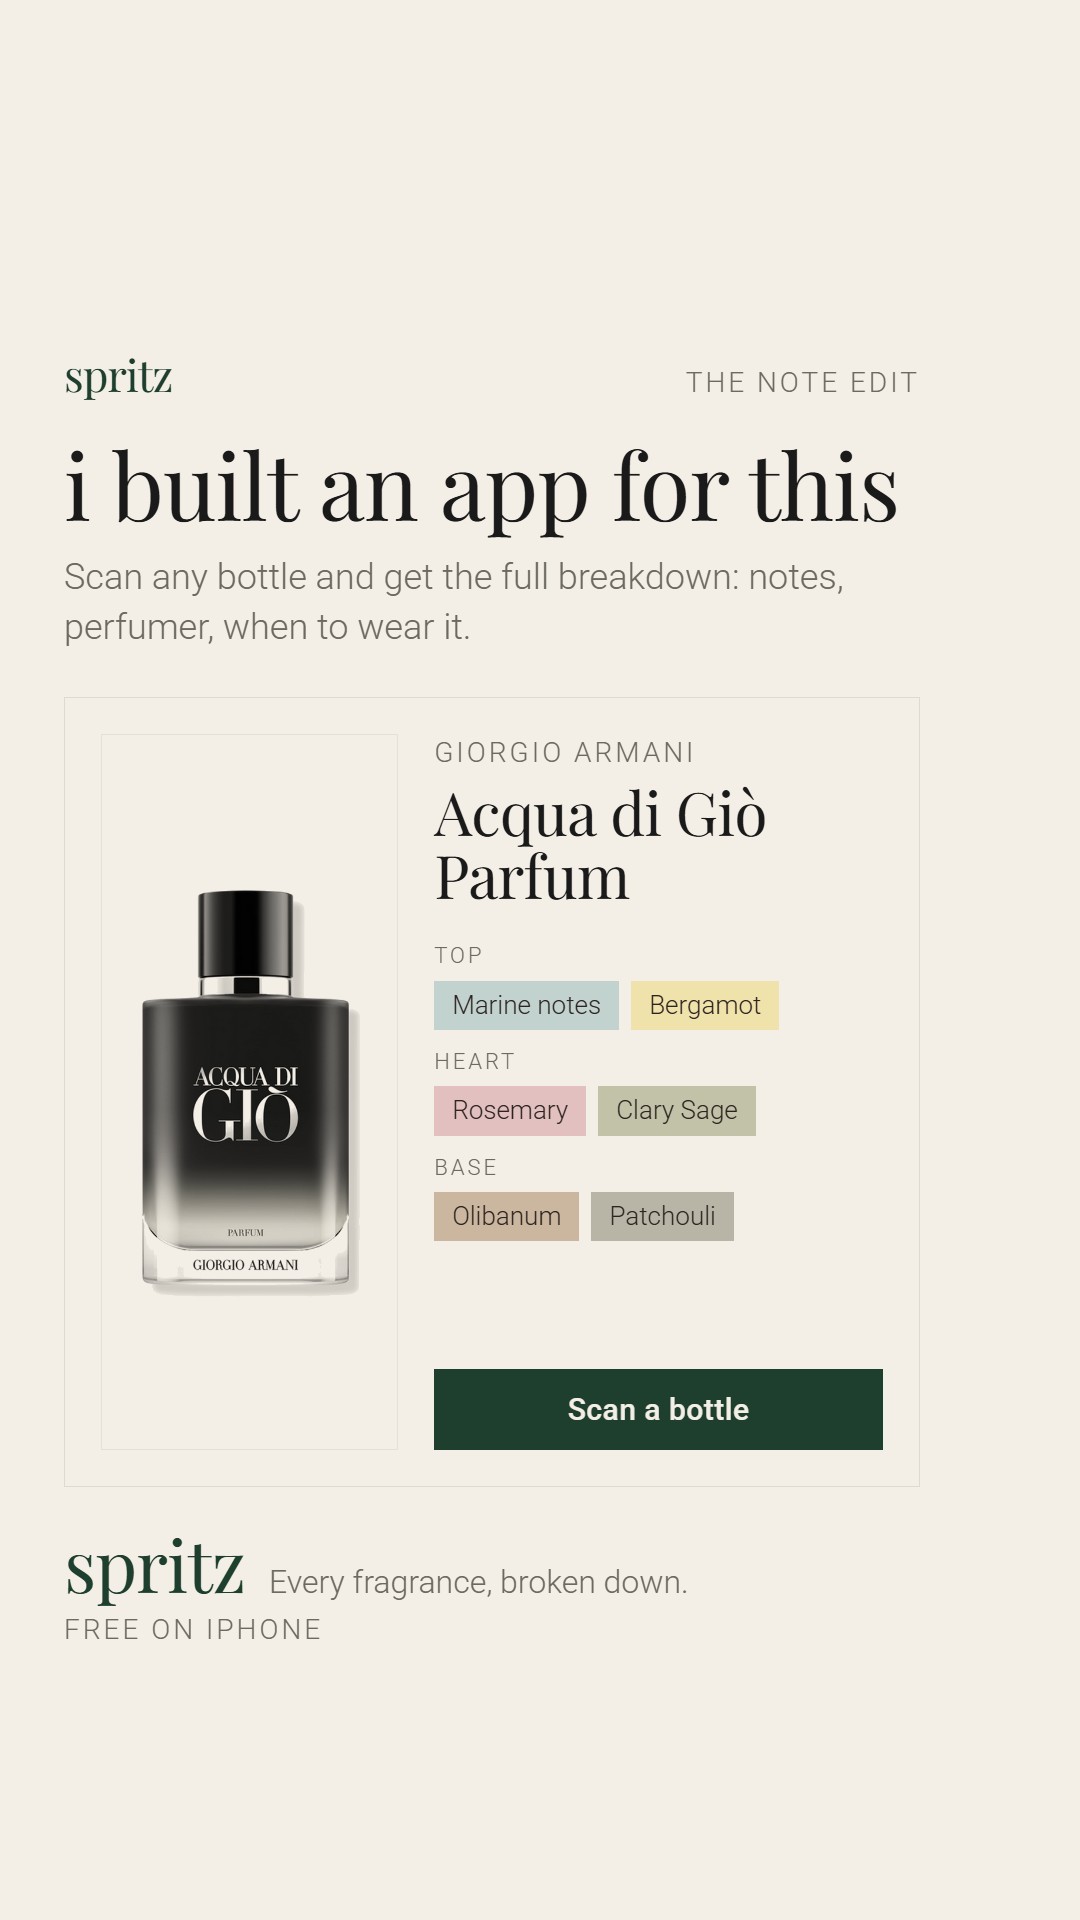 spritz
THE NOTE EDIT
i built an app for this
Scan any bottle and get the full breakdown: notes,
perfumer, when to wear it.
GIORGIO ARMANI
Acqua di Giò
Parfum
TOP
Marine notes
Bergamot
HEART
Rosemary
Clary Sage
BASE
Olibanum
Patchouli
Scan a bottle
ACQUA DI
GIÒ
PARFUM
GIORGIO ARMANI
spritz
Every fragrance, broken down.
FREE ON IPHONE